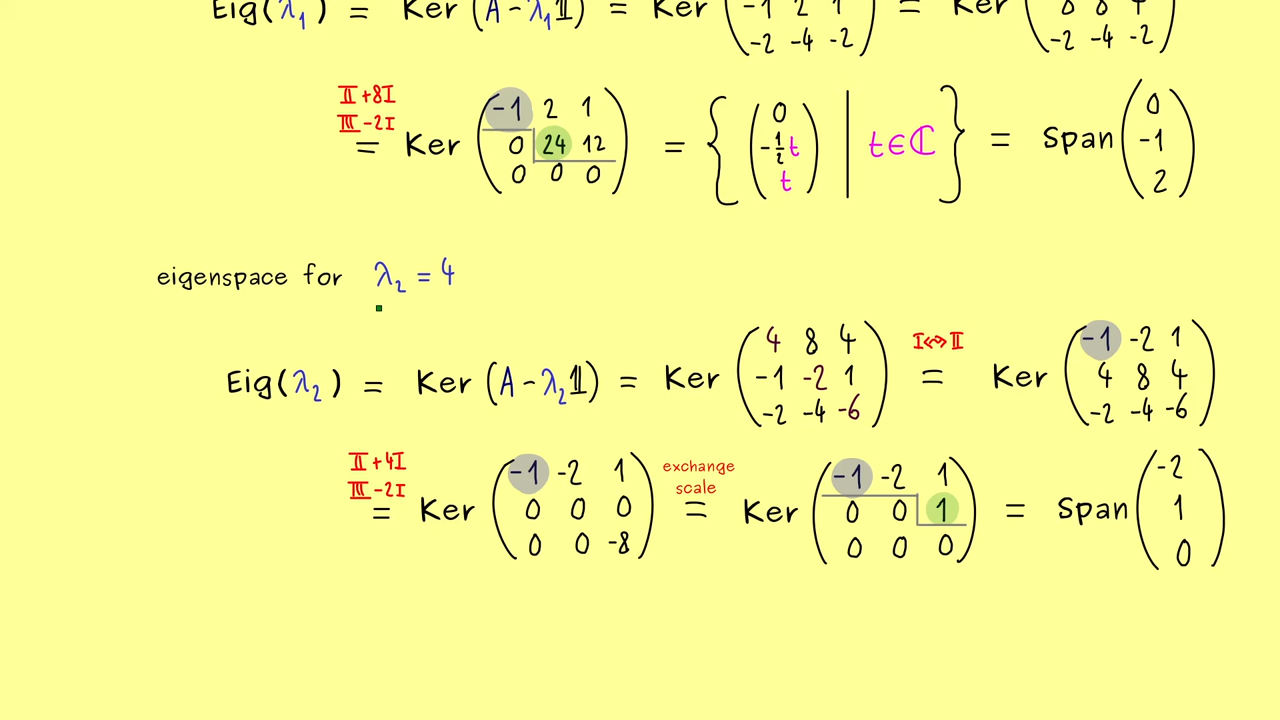 Eig(λ₁) = Ker (A-λ₁𝟙) = Ker (-1 2 1 = Ker (8 8 4
-2 -4 -2) -2 -4 -2)
II+8I
III-2I
= Ker (-1 2 1
0 24 12
0 0 0) = { (0
-1/2 t
t) | t∈ℂ } = Span (0
-1
2)
eigenspace for λ₂ = 4
Eig(λ₂) = Ker (A-λ₂𝟙) = Ker (4 8 4
-1 -2 1
-2 -4 -6) I↔II = Ker (-1 -2 1
4 8 4
-2 -4 -6)
II+4I
III-2I
= Ker (-1 -2 1
0 0 0
0 0 -8) exchange
scale
= Ker (-1 -2 1
0 0 1
0 0 0) = Span (-2
1
0)